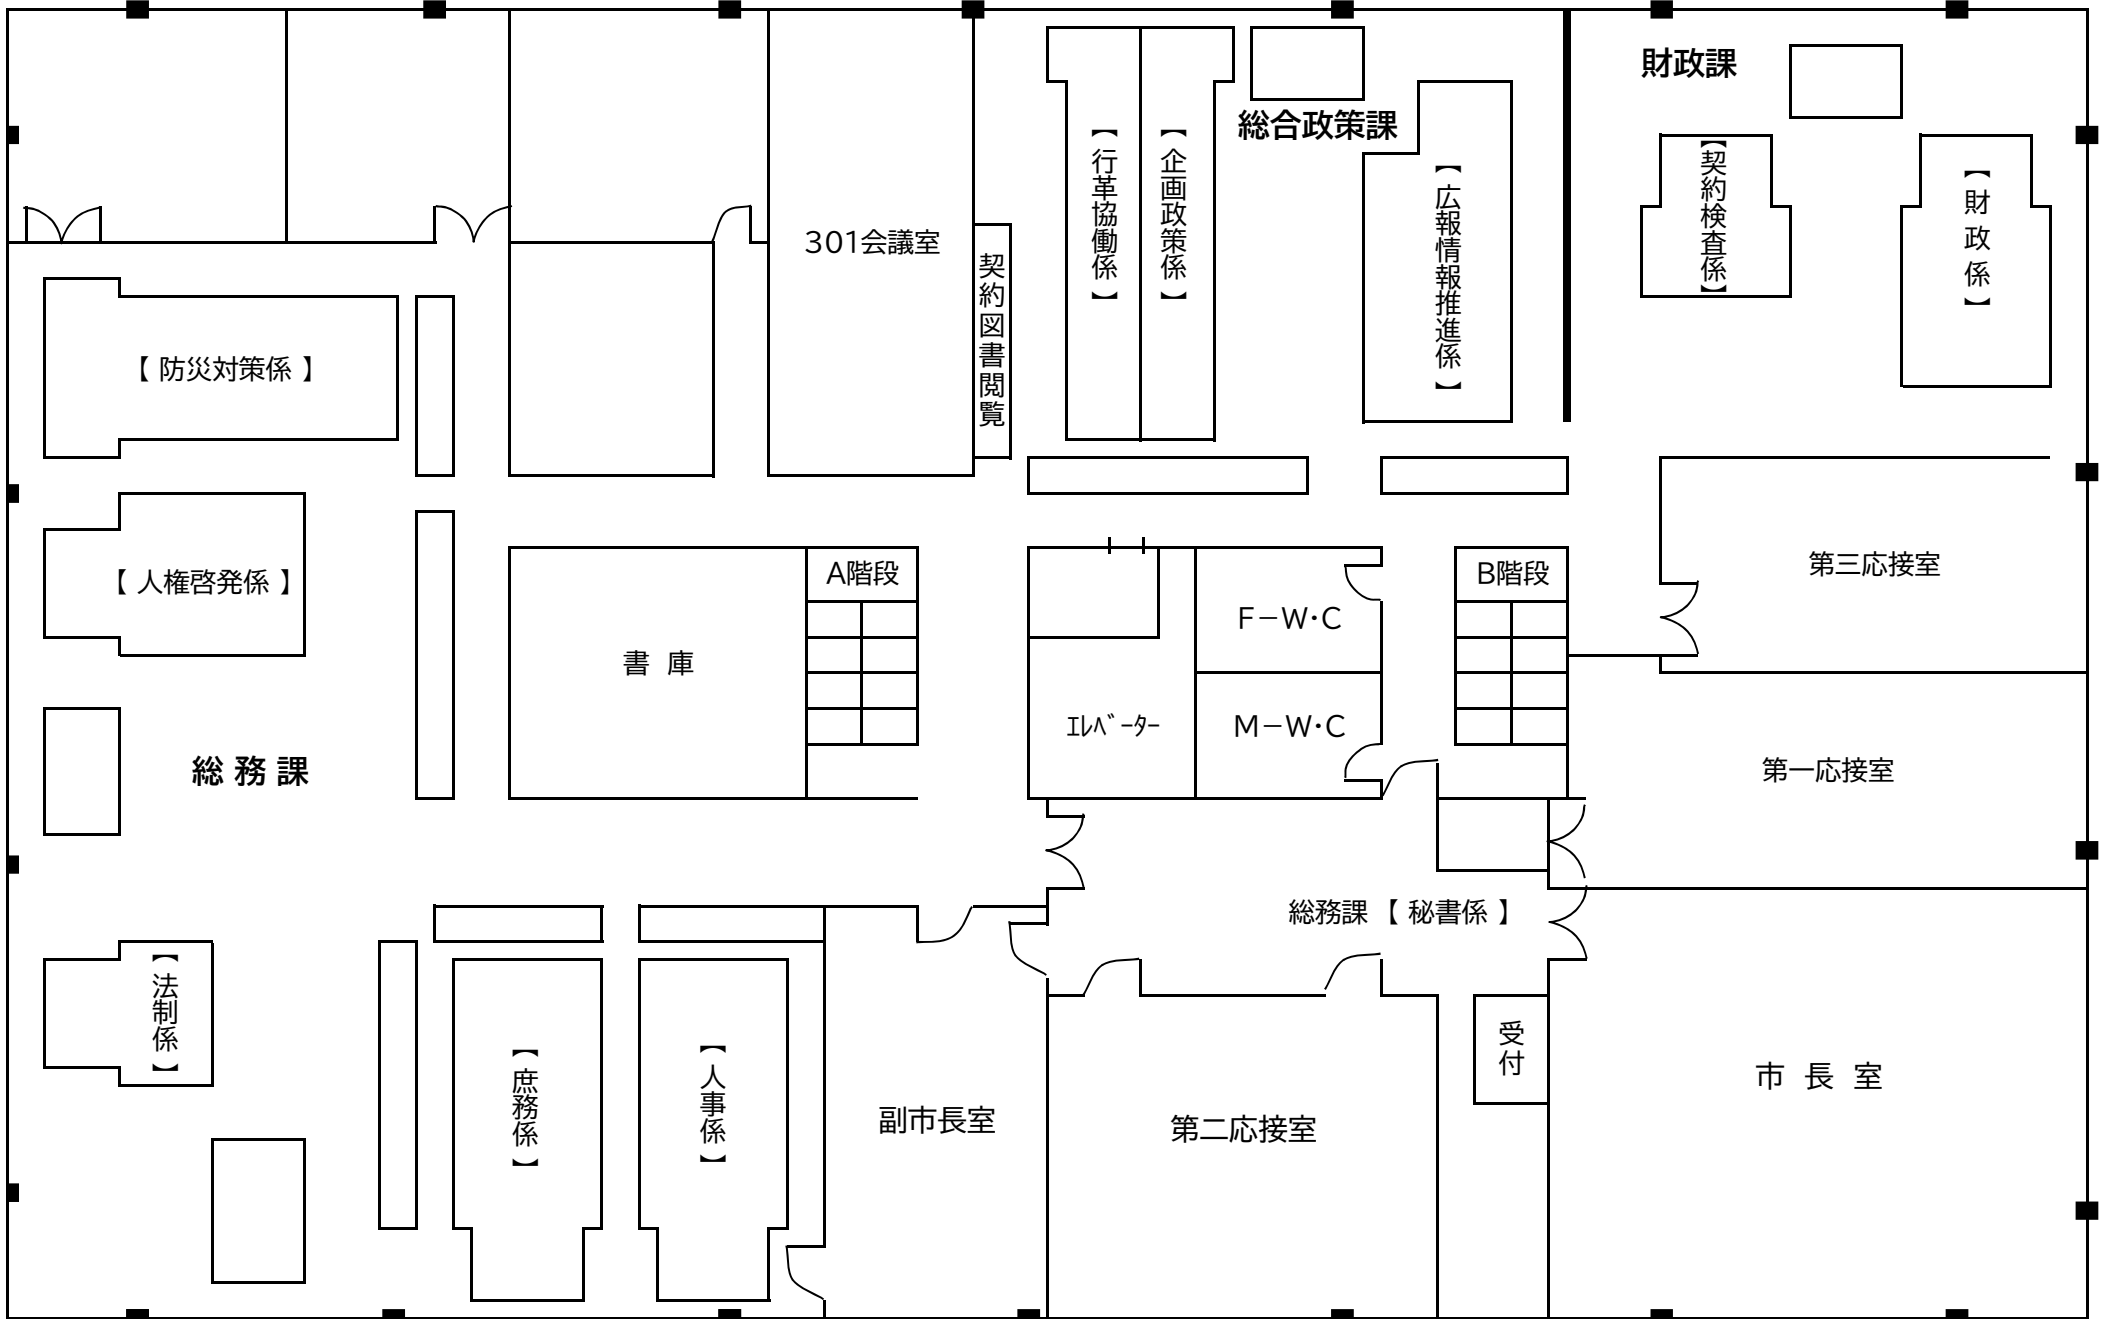 財政課
総合政策課
【行革協働係】
【企画政策係】
【広報情報推進係】
【契約検査係】
【財政係】
301会議室
契約図書閲覧
【 防災対策係 】
【 人権啓発係 】
A階段
B階段
F－W・C
第三応接室
書 庫
M－W・C
ｴﾚﾍﾞｰﾀｰ
総 務 課
第一応接室
総務課 【 秘書係 】
【法制係】
【庶務係】
【人事係】
副市長室
第二応接室
受付
市 長 室